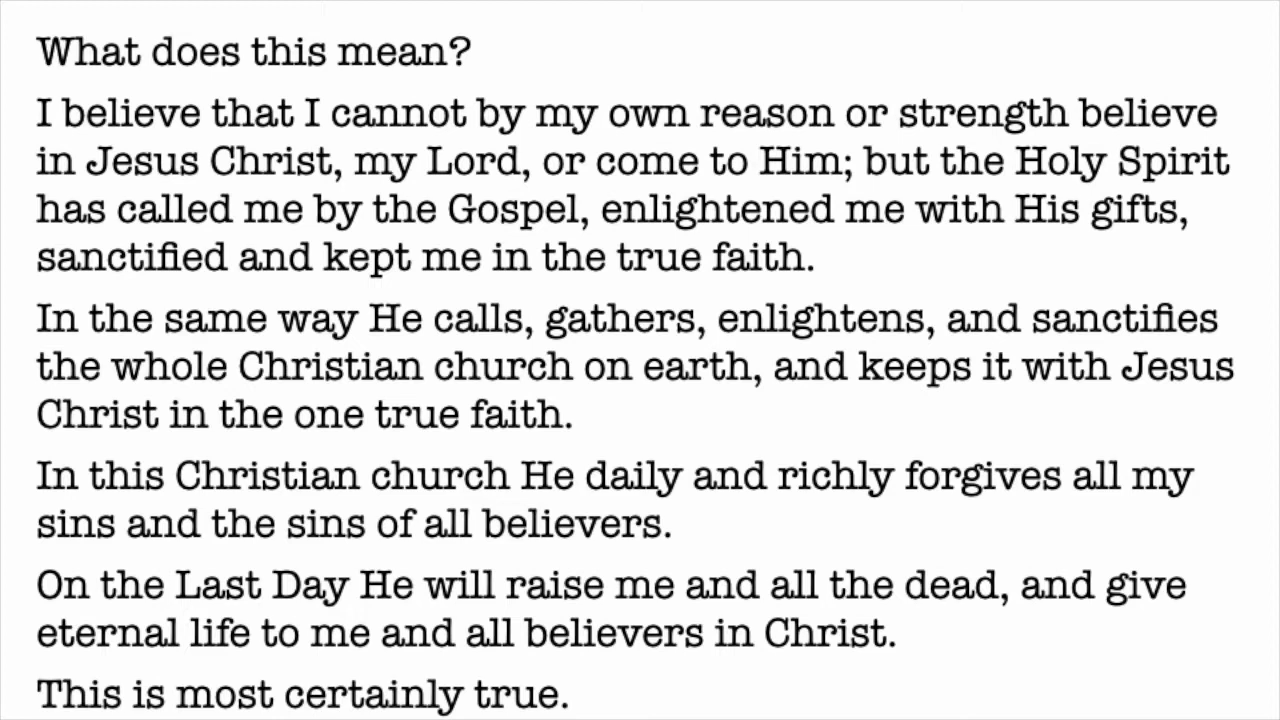 What does this mean?
I believe that I cannot by my own reason or strength believe
in Jesus Christ, my Lord, or come to Him; but the Holy Spirit
has called me by the Gospel, enlightened me with His gifts,
sanctified and kept me in the true faith.
In the same way He calls, gathers, enlightens, and sanctifies
the whole Christian church on earth, and keeps it with Jesus
Christ in the one true faith.
In this Christian church He daily and richly forgives all my
sins and the sins of all believers.
On the Last Day He will raise me and all the dead, and give
eternal life to me and all believers in Christ.
This is most certainly true.